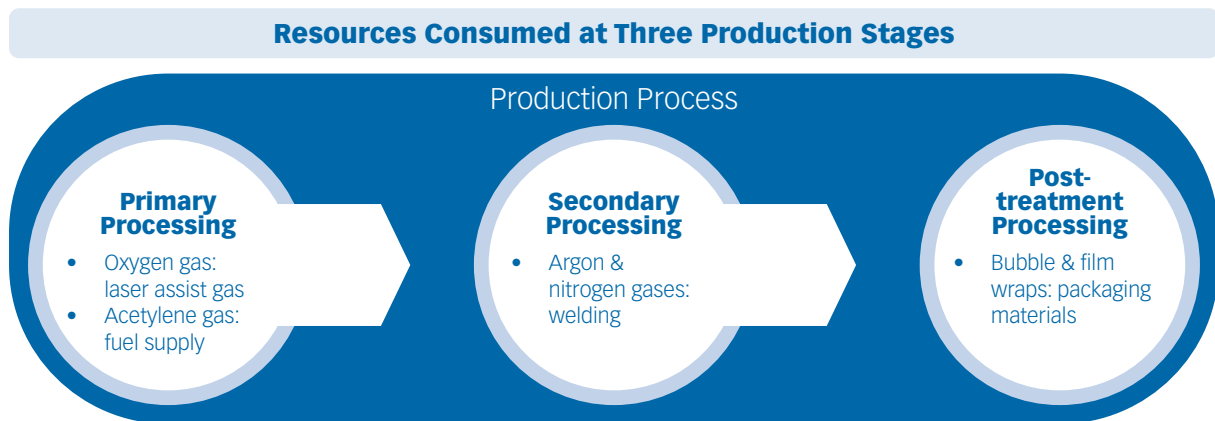 Resources Consumed at Three Production Stages
Production Process
Primary
Processing
• Oxygen gas:
laser assist gas
• Acetylene gas:
fuel supply
Secondary
Processing
• Argon &
nitrogen gases:
welding
Post-
treatment
Processing
• Bubble & film
wraps: packaging
materials